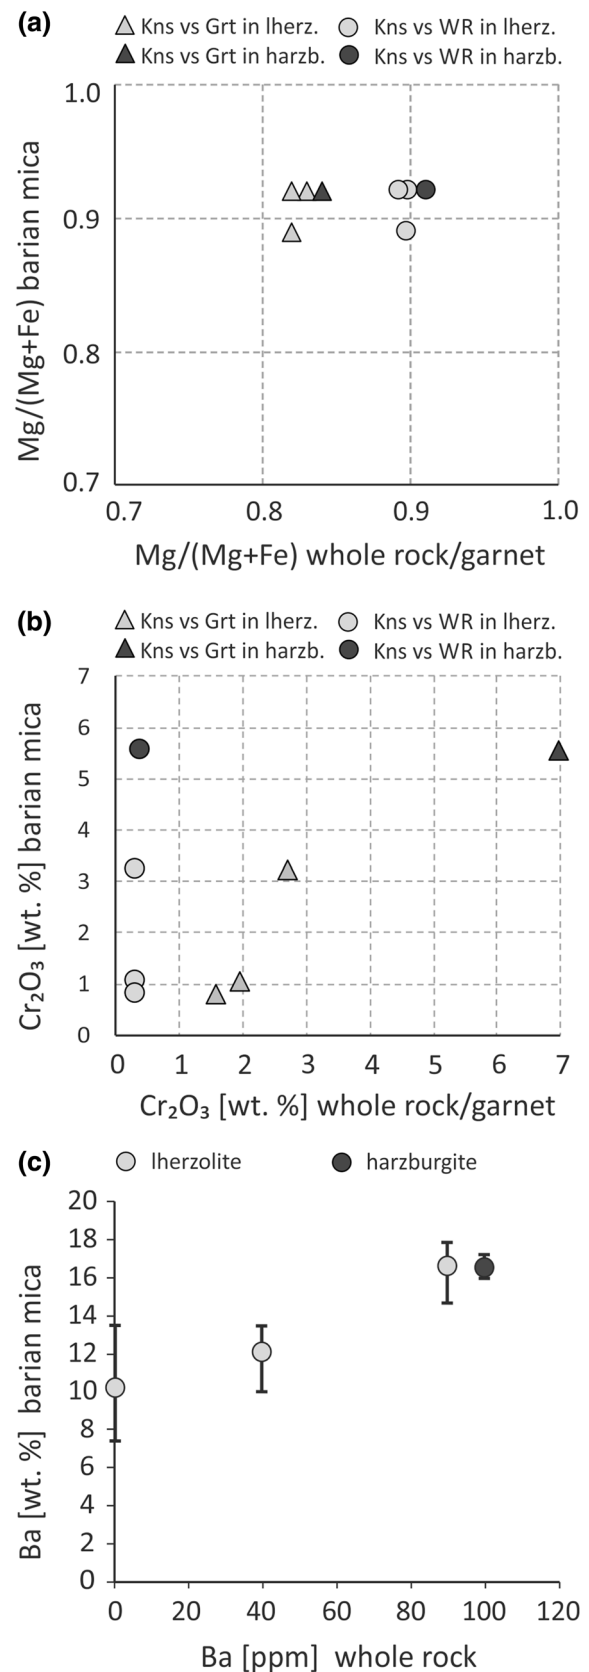 (a)
Kns vs Grt in lherz. Kns vs WR in lherz.
Kns vs Grt in harzb. Kns vs WR in harzb.
1.0
0.9
0.8
0.7
Mg/(Mg+Fe) barian mica
0.7 0.8 0.9 1.0
Mg/(Mg+Fe) whole rock/garnet
(b)
Kns vs Grt in lherz. Kns vs WR in lherz.
Kns vs Grt in harzb. Kns vs WR in harzb.
7
6
5
4
3
2
1
0
Cr₂O₃ [wt. %] barian mica
0 1 2 3 4 5 6 7
Cr₂O₃ [wt. %] whole rock/garnet
(c)
lherzolite harzburgite
20
18
16
14
12
10
8
6
4
2
0
Ba [wt. %] barian mica
0 20 40 60 80 100 120
Ba [ppm] whole rock